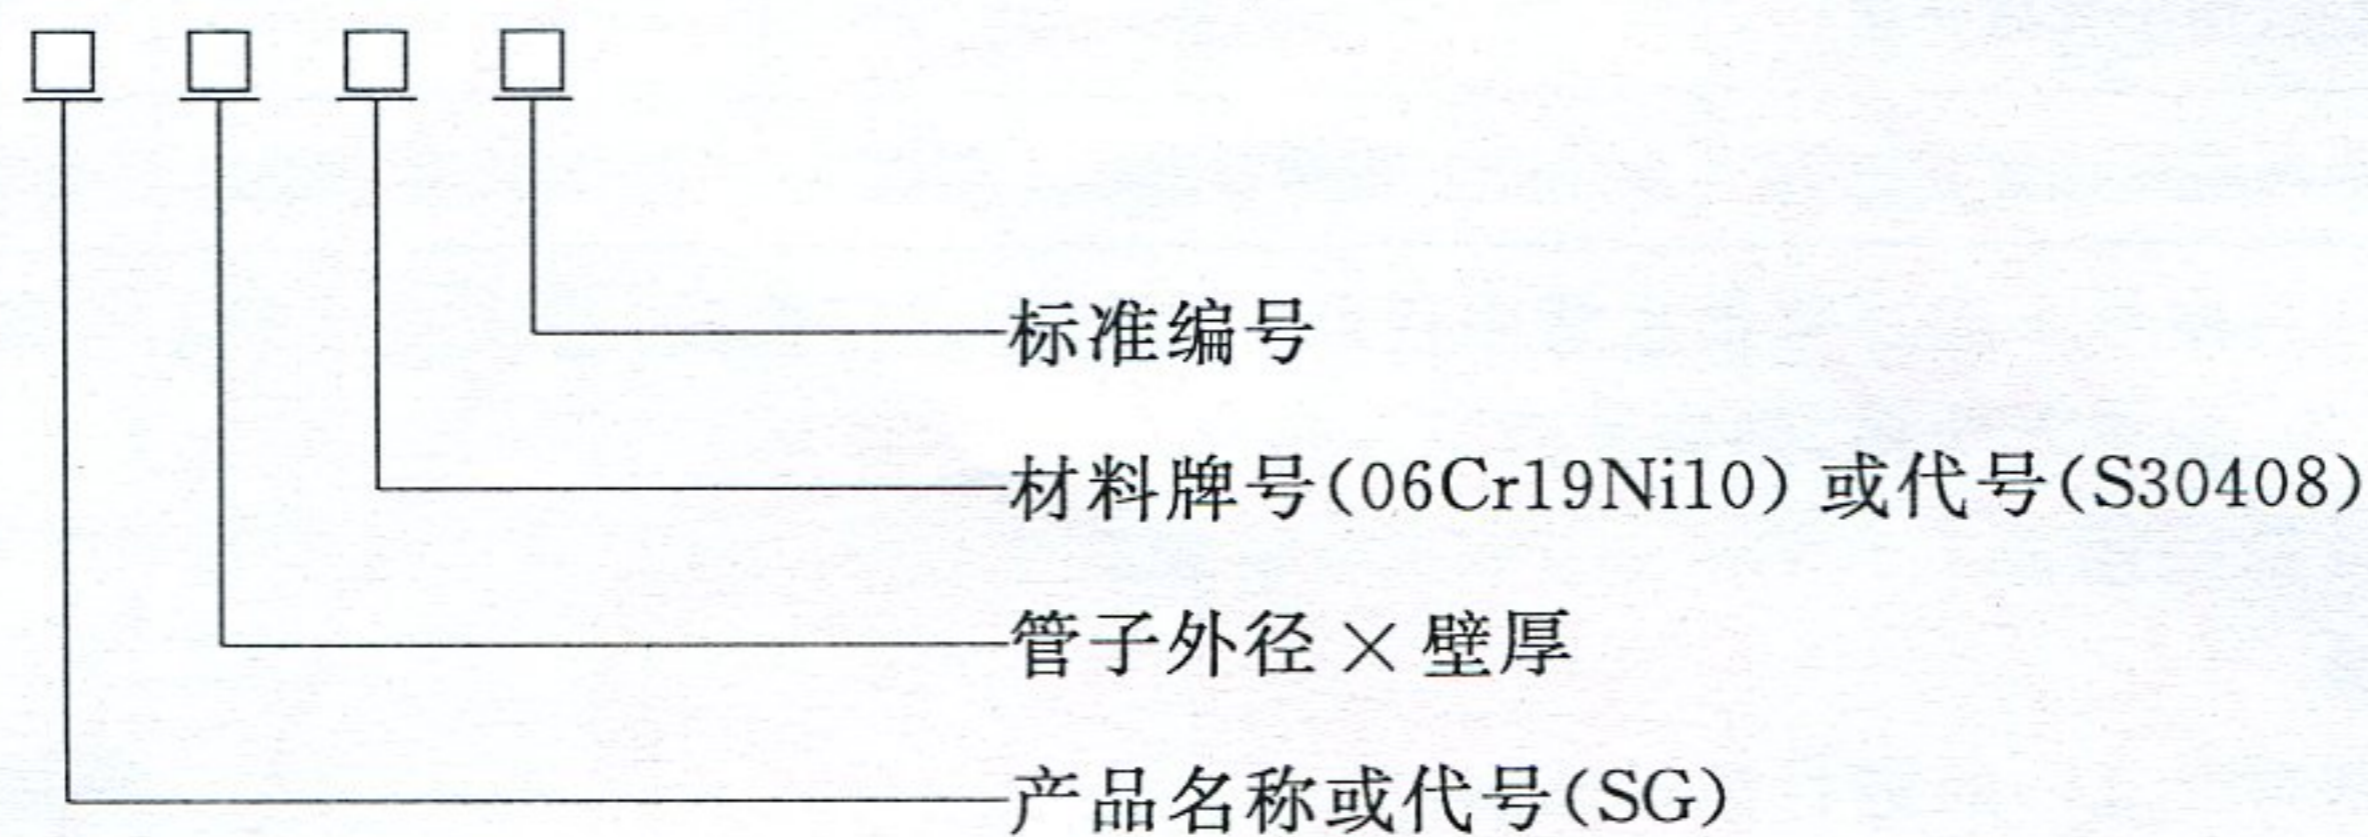 标准编号
材料牌号(06Cr19Ni10) 或代号(S30408)
管子外径 × 壁厚
产品名称或代号(SG)